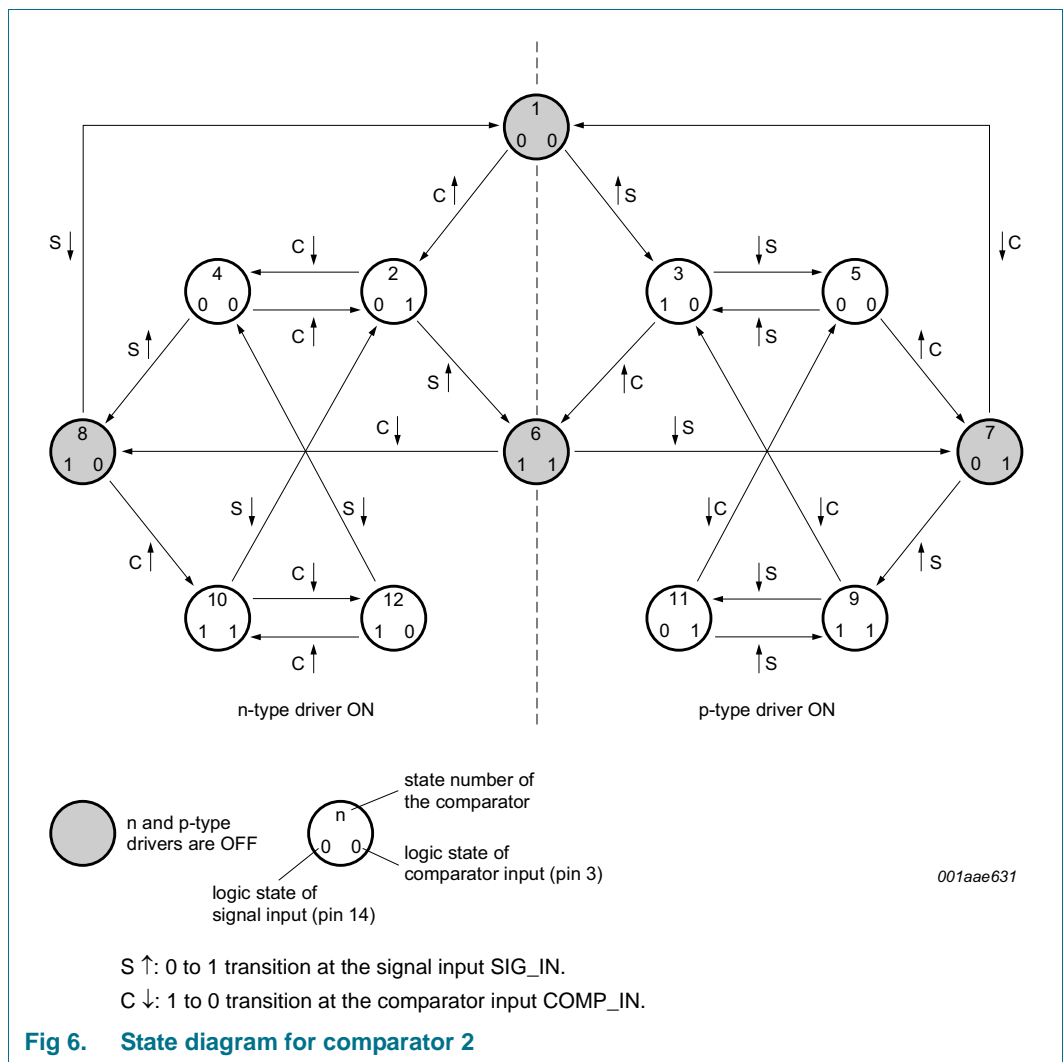 1
0 0
C ↑
↑ S
S ↓
C ↓
↓ S
↓ C
4
0 0
2
0 1
3
1 0
5
0 0
C ↑
↑ S
S ↑
S ↑
↑ C
↑ C
8
1 0
C ↓
6
1 1
↓ S
7
0 1
S ↓
S ↓
↓ C
↓ C
C ↑
↑ S
10
1 1
C ↓
12
1 0
11
0 1
↓ S
9
1 1
C ↑
↑ S
n-type driver ON
p-type driver ON
n and p-type
drivers are OFF
n
0 0
state number of
the comparator
logic state of
comparator input (pin 3)
logic state of
signal input (pin 14)
001aae631
S ↑: 0 to 1 transition at the signal input SIG_IN.
C ↓: 1 to 0 transition at the comparator input COMP_IN.
Fig 6. State diagram for comparator 2